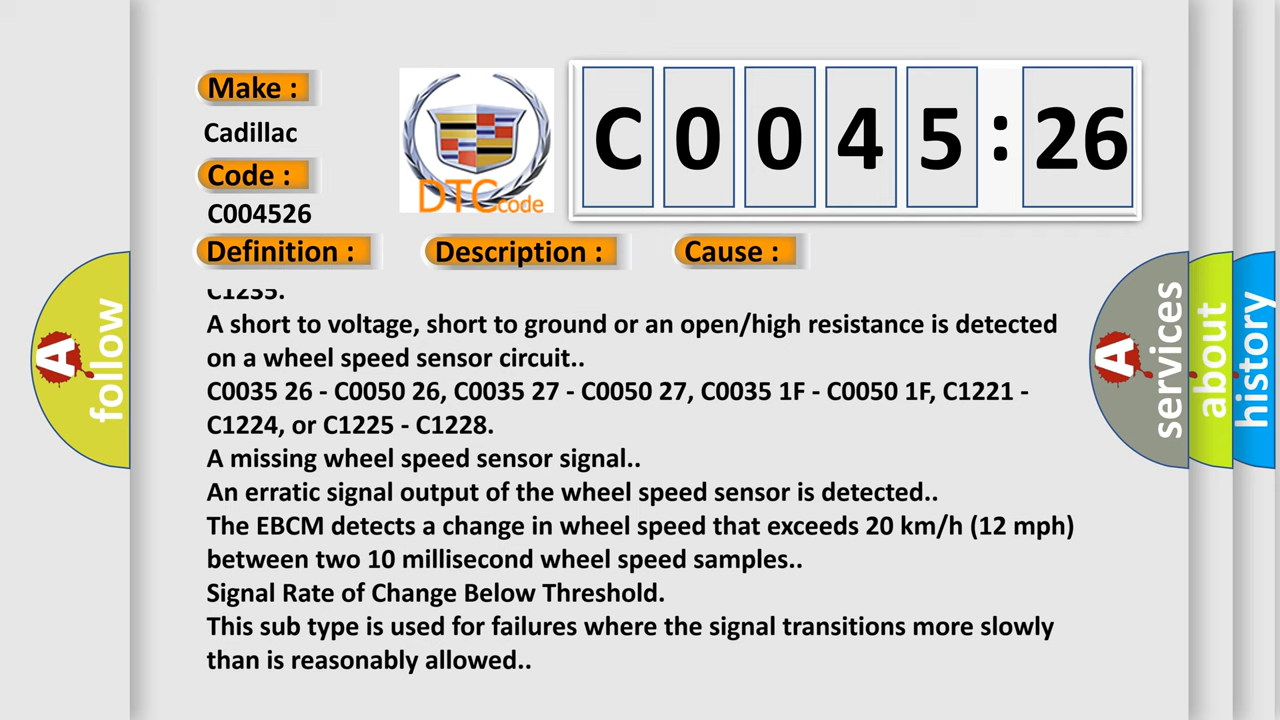 Make :
Cadillac
Code :
C004526
DTCcode
C0045:26
Definition :
Description :
Cause :
C1235.
A short to voltage, short to ground or an open/high resistance is detected
on a wheel speed sensor circuit..
C0035 26 - C0050 26, C0035 27 - C0050 27, C0035 1F - C0050 1F, C1221 -
C1224, or C1225 - C1228.
A missing wheel speed sensor signal..
An erratic signal output of the wheel speed sensor is detected..
The EBCM detects a change in wheel speed that exceeds 20 km/h (12 mph)
between two 10 millisecond wheel speed samples..
Signal Rate of Change Below Threshold.
This sub type is used for failures where the signal transitions more slowly
than is reasonably allowed..
A
follow
A
services
about
history